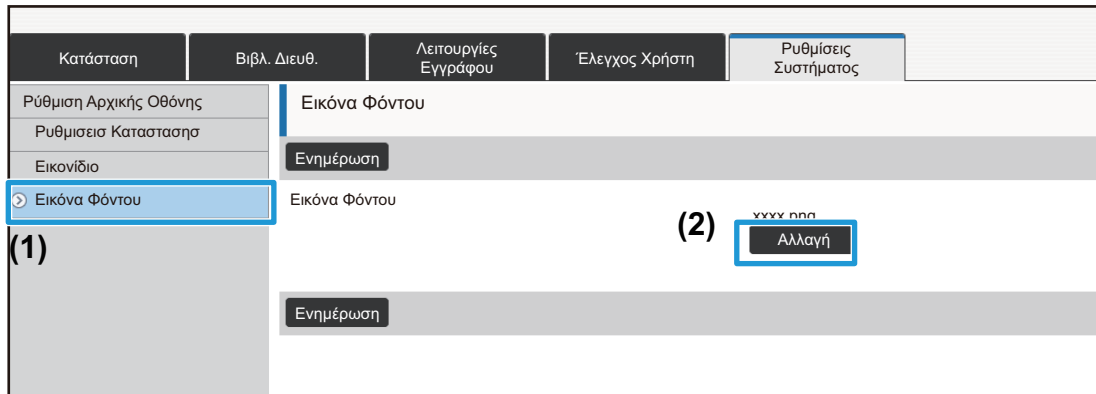 Κατάσταση
Βιβλ. Διευθ.
Λειτουργίες
Εγγράφου
Έλεγχος Χρήστη
Ρυθμίσεις
Συστήματος
Ρύθμιση Αρχικής Οθόνης
Ρυθμισεισ Καταστασησ
Εικονίδιο
Εικόνα Φόντου
(1)
Εικόνα Φόντου
Ενημέρωση
Εικόνα Φόντου
xxxx.png
(2)
Αλλαγή
Ενημέρωση